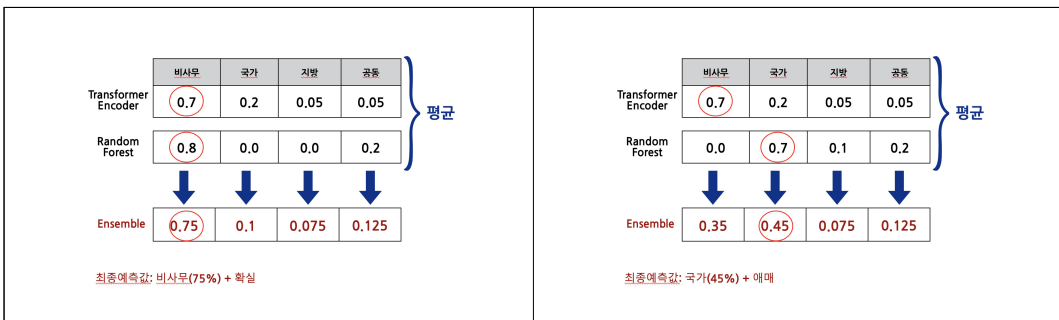 비사무 국가 지방 공동
Transformer
Encoder
0.7 0.2 0.05 0.05
평균
Random
Forest
0.8 0.0 0.0 0.2
Ensemble
0.75 0.1 0.075 0.125
최종예측값: 비사무(75%) + 확실
비사무 국가 지방 공동
Transformer
Encoder
0.7 0.2 0.05 0.05
평균
Random
Forest
0.0 0.7 0.1 0.2
Ensemble
0.35 0.45 0.075 0.125
최종예측값: 국가(45%) + 애매